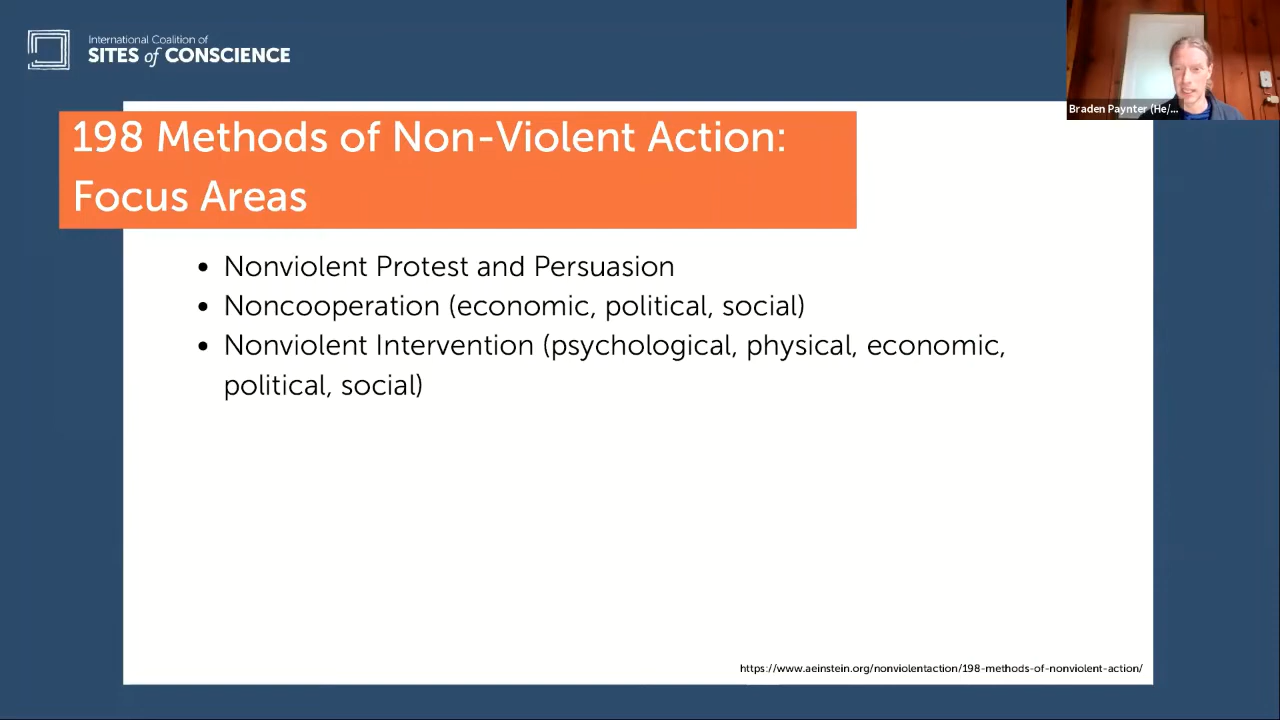 International Coalition of
SITES of CONSCIENCE
Braden Paynter (He/...
198 Methods of Non-Violent Action:
Focus Areas
• Nonviolent Protest and Persuasion
• Noncooperation (economic, political, social)
• Nonviolent Intervention (psychological, physical, economic,
political, social)
https://www.aeinstein.org/nonviolentaction/198-methods-of-nonviolent-action/